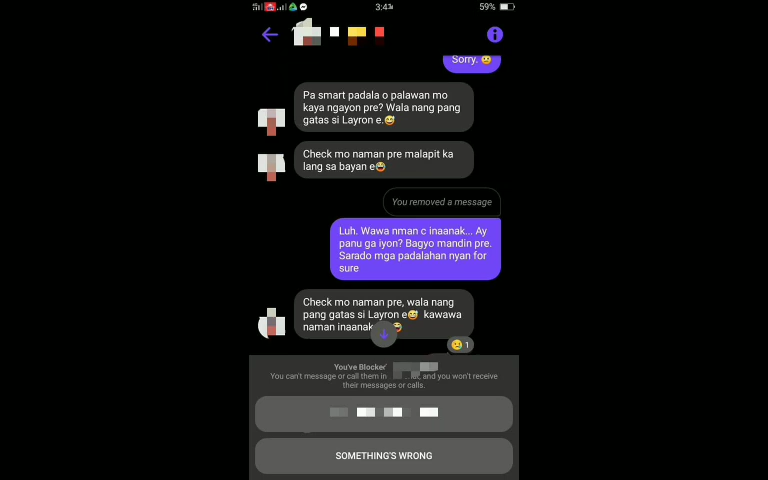 3:4
59%
Sorry. 😕
Pa smart padala o palawan mo
kaya ngayon pre? Wala nang pang
gatas si Layron e.😅
Check mo naman pre malapit ka
lang sa bayan e😂
You removed a message
Luh. Wawa nman c inaanak... Ay
panu ga iyon? Bagyo mandin pre.
Sarado mga padalahan nyan for
sure
Check mo naman pre, wala nang
pang gatas si Layron e😅 kawawa
naman inaanak
1
You've Blocked
You can't message or call them in and you won't receive
their messages or calls.
SOMETHING'S WRONG